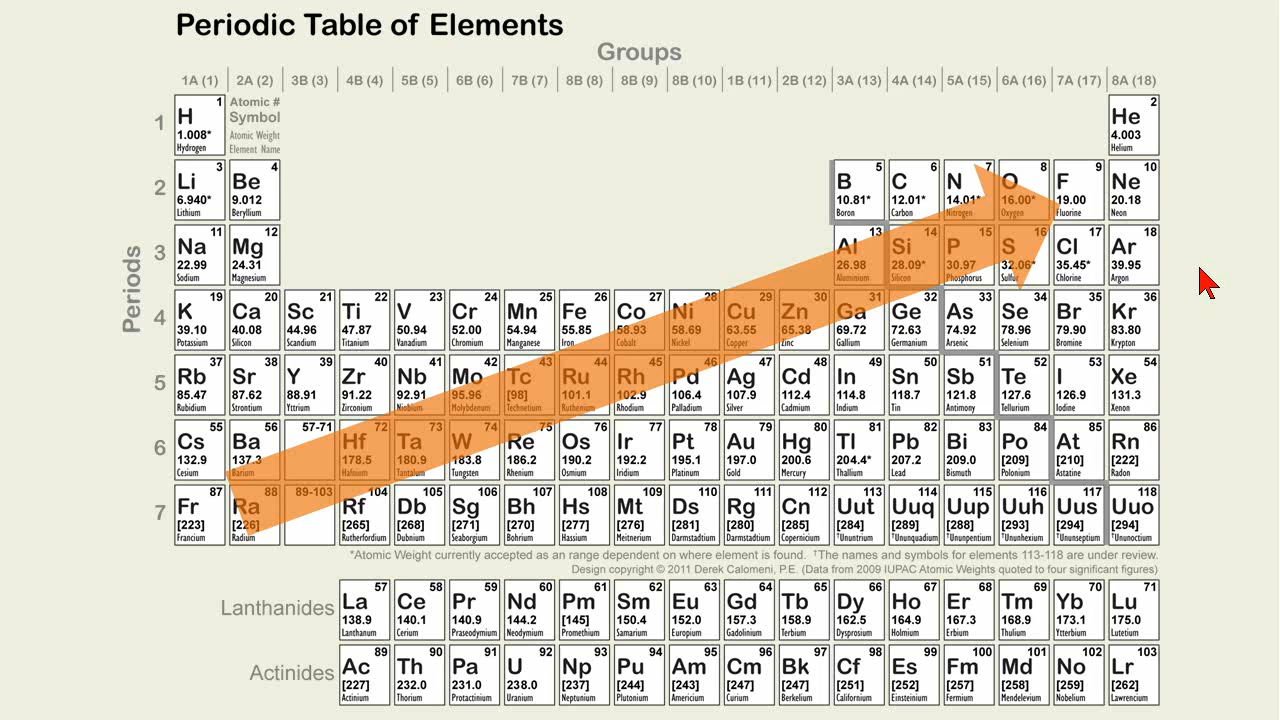 Periodic Table of Elements
Groups
1A (1) 2A (2) 3B (3) 4B (4) 5B (5) 6B (6) 7B (7) 8B (8) 8B (9) 8B (10) 1B (11) 2B (12) 3A (13) 4A (14) 5A (15) 6A (16) 7A (17) 8A (18)
Periods
1
1 Atomic # 2
H Symbol He
1.008* Atomic Weight 4.003
Hydrogen Element Name Helium
2
3 4 5 6 7 8 9 10
Li Be B C N O F Ne
6.940* 9.012 10.81* 12.01* 14.01* 16.00* 19.00 20.18
Lithium Beryllium Boron Carbon Nitrogen Oxygen Fluorine Neon
3
11 12 13 14 15 16 17 18
Na Mg Al Si P S Cl Ar
22.99 24.31 26.98 28.09* 30.97 32.06* 35.45* 39.95
Sodium Magnesium Aluminium Silicon Phosphorus Sulfur Chlorine Argon
4
19 20 21 22 23 24 25 26 27 28 29 30 31 32 33 34 35 36
K Ca Sc Ti V Cr Mn Fe Co Ni Cu Zn Ga Ge As Se Br Kr
39.10 40.08 44.96 47.87 50.94 52.00 54.94 55.85 58.93 58.69 63.55 65.38 69.72 72.63 74.92 78.96 79.90 83.80
Potassium Silicon Scandium Titanium Vanadium Chromium Manganese Iron Cobalt Nickel Copper Zinc Gallium Germanium Arsenic Selenium Bromine Krypton
5
37 38 39 40 41 42 43 44 45 46 47 48 49 50 51 52 53 54
Rb Sr Y Zr Nb Mo Tc Ru Rh Pd Ag Cd In Sn Sb Te I Xe
85.47 87.62 88.91 91.22 92.91 95.96 [98] 101.1 102.9 106.4 107.9 112.4 114.8 118.7 121.8 127.6 126.9 131.3
Rubidium Strontium Yttrium Zirconium Niobium Molybdenum Technetium Ruthenium Rhodium Palladium Silver Cadmium Indium Tin Antimony Tellurium Iodine Xenon
6
55 56 57-71 72 73 74 75 76 77 78 79 80 81 82 83 84 85 86
Cs Ba Hf Ta W Re Os Ir Pt Au Hg Tl Pb Bi Po At Rn
132.9 137.3 178.5 180.9 183.8 186.2 190.2 192.2 195.1 197.0 200.6 204.4* 207.2 209.0 [209] [210] [222]
Cesium Barium Hafnium Tantalum Tungsten Rhenium Osmium Iridium Platinum Gold Mercury Thallium Lead Bismuth Polonium Astatine Radon
7
87 88 89-103 104 105 106 107 108 109 110 111 112 113 114 115 116 117 118
Fr Ra Rf Db Sg Bh Hs Mt Ds Rg Cn Uut Uuq Uup Uuh Uus Uuo
[223] [226] [265] [268] [271] [270] [277] [276] [281] [280] [285] [284] [289] [288] [293] [294] [294]
Francium Radium Rutherfordium Dubnium Seaborgium Bohrium Hassium Meitnerium Darmstadtium Darmstadtium Copernicium †Ununtrium †Ununquadium †Ununpentium †Ununhexium †Ununseptium †Ununoctium
*Atomic Weight currently accepted as an range dependent on where element is found. †The names and symbols for elements 113-118 are under review.
Design copyright © 2011 Derek Calomeni, P.E. (Data from 2009 IUPAC Atomic Weights quoted to four significant figures)
Lanthanides
57 58 59 60 61 62 63 64 65 66 67 68 69 70 71
La Ce Pr Nd Pm Sm Eu Gd Tb Dy Ho Er Tm Yb Lu
138.9 140.1 140.9 144.2 [145] 150.4 152.0 157.3 158.9 162.5 164.9 167.3 168.9 173.1 175.0
Lanthanum Cerium Praseodymium Neodymium Promethium Samarium Europium Gadolinium Terbium Dysprosium Holmium Erbium Thulium Ytterbium Lutetium
Actinides
89 90 91 92 93 94 95 96 97 98 99 100 101 102 103
Ac Th Pa U Np Pu Am Cm Bk Cf Es Fm Md No Lr
[227] 232.0 231.0 238.0 [237] [244] [243] [247] [247] [251] [252] [257] [258] [259] [262]
Actinium Thorium Protactinium Uranium Neptunium Plutonium Americium Curium Berkelium Californium Einsteinium Fermium Mendelevium Nobelium Lawrencium